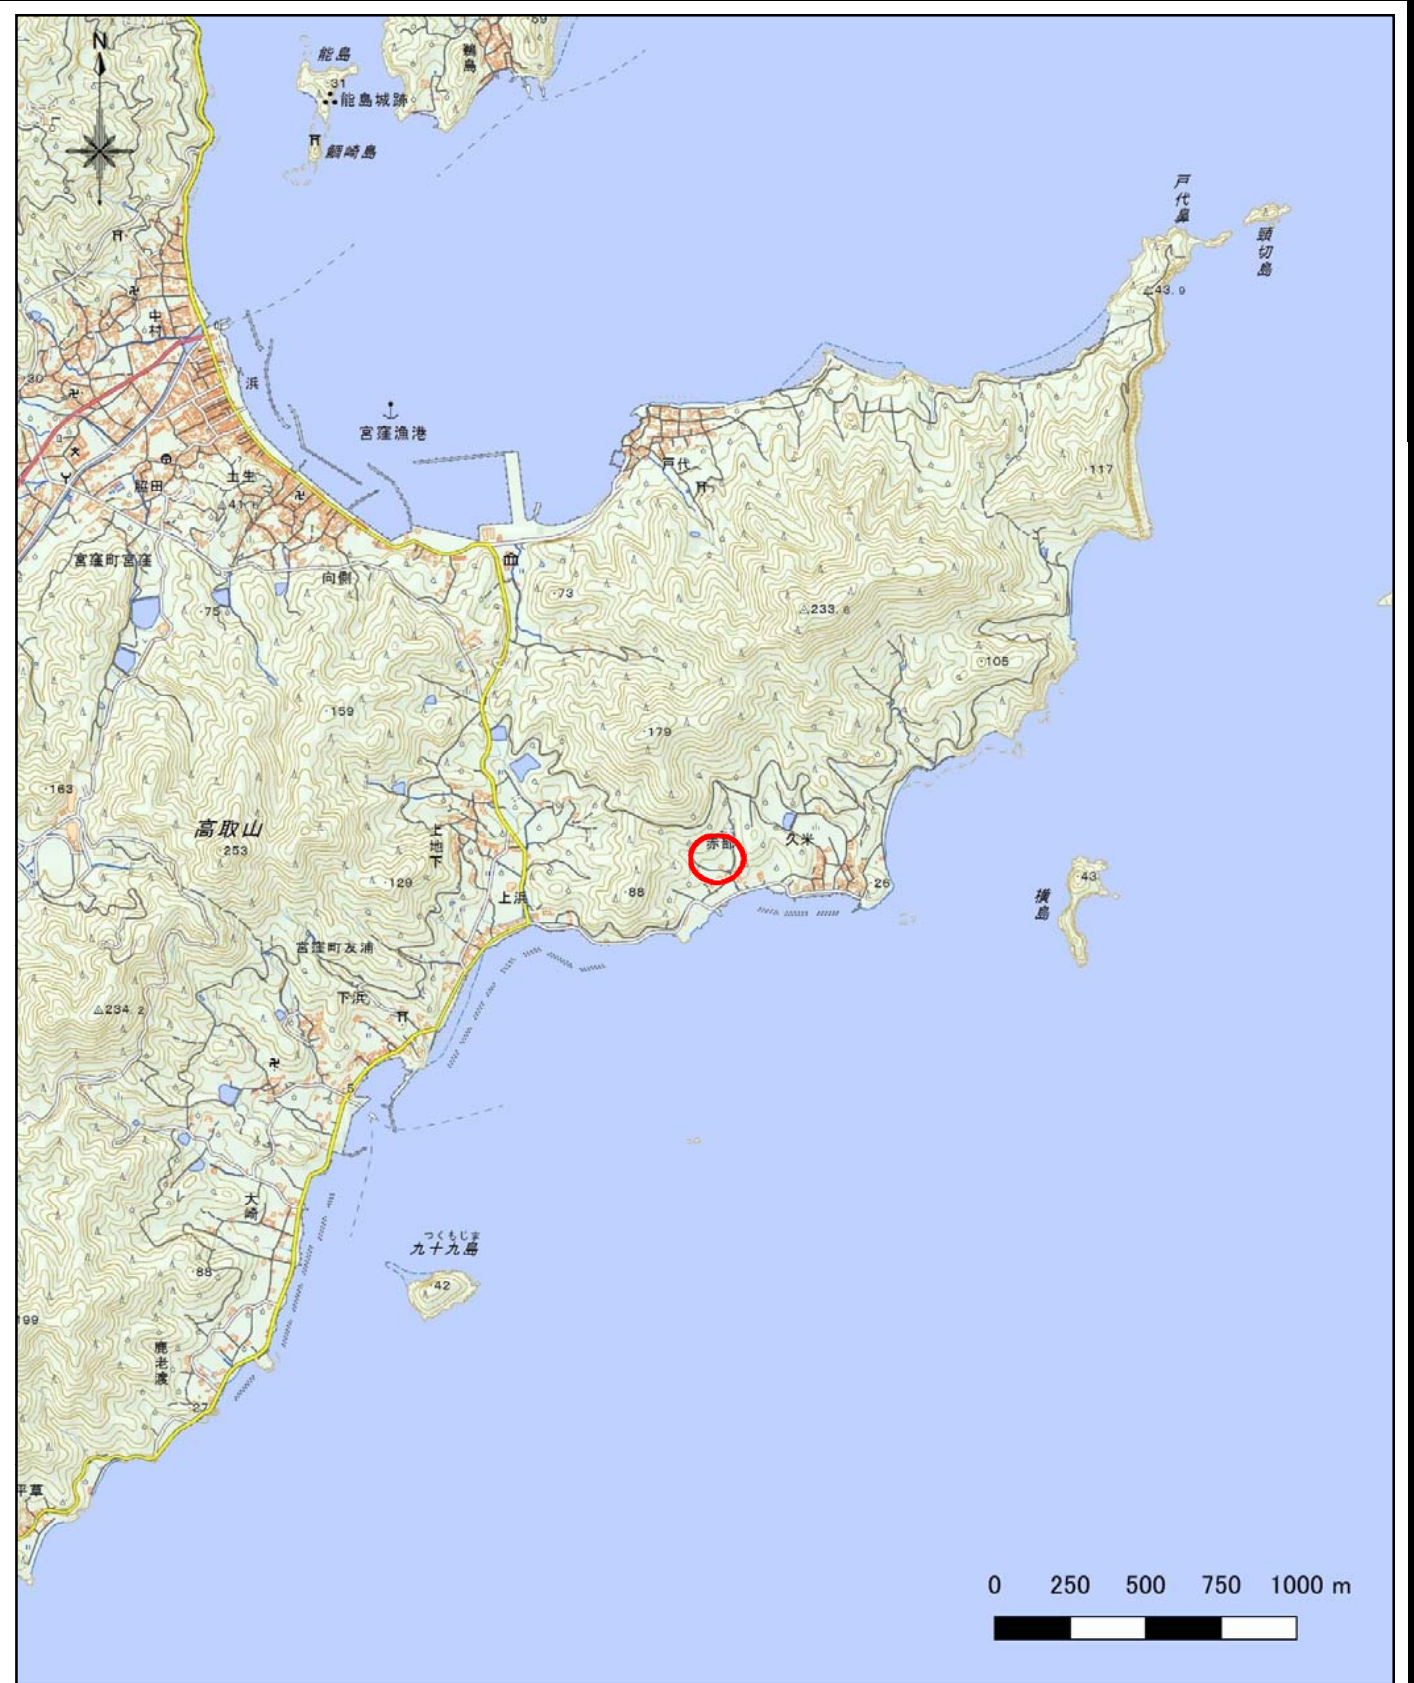 N
能島
31
能島城跡
鯛崎島
鵜島
59
戸代鼻
頭切島
43.9
中村
30
浜
宮窪漁港
戸代
117
脇田
土生
宮窪町宮窪
向側
75
73
233.6
105
159
179
163
高取山
253
上地下
129
赤部
久米
88
26
上浜
43
横島
宮窪町友浦
下浜
234.2
5
大崎
つくもじま
九十九島
42
88
199
鹿老渡
27
平草
0 250 500 750 1000 m